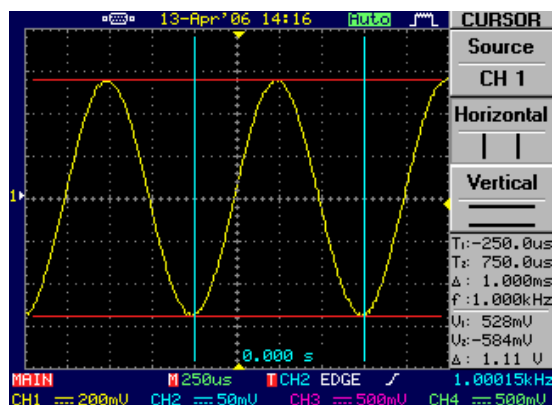 13-Apr'06 14:16 Auto
CURSOR
Source
CH 1
Horizontal
Vertical
1
T1:-250.0us
T2: 750.0us
Δ: 1.000ms
f:1.000kHz
V1: 528mV
V2:-584mV
Δ: 1.11 V
0.000 s
MAIN M 250us T CH2 EDGE 1.00015kHz
CH1 200mV CH2 50mV CH3 500mV CH4 500mV